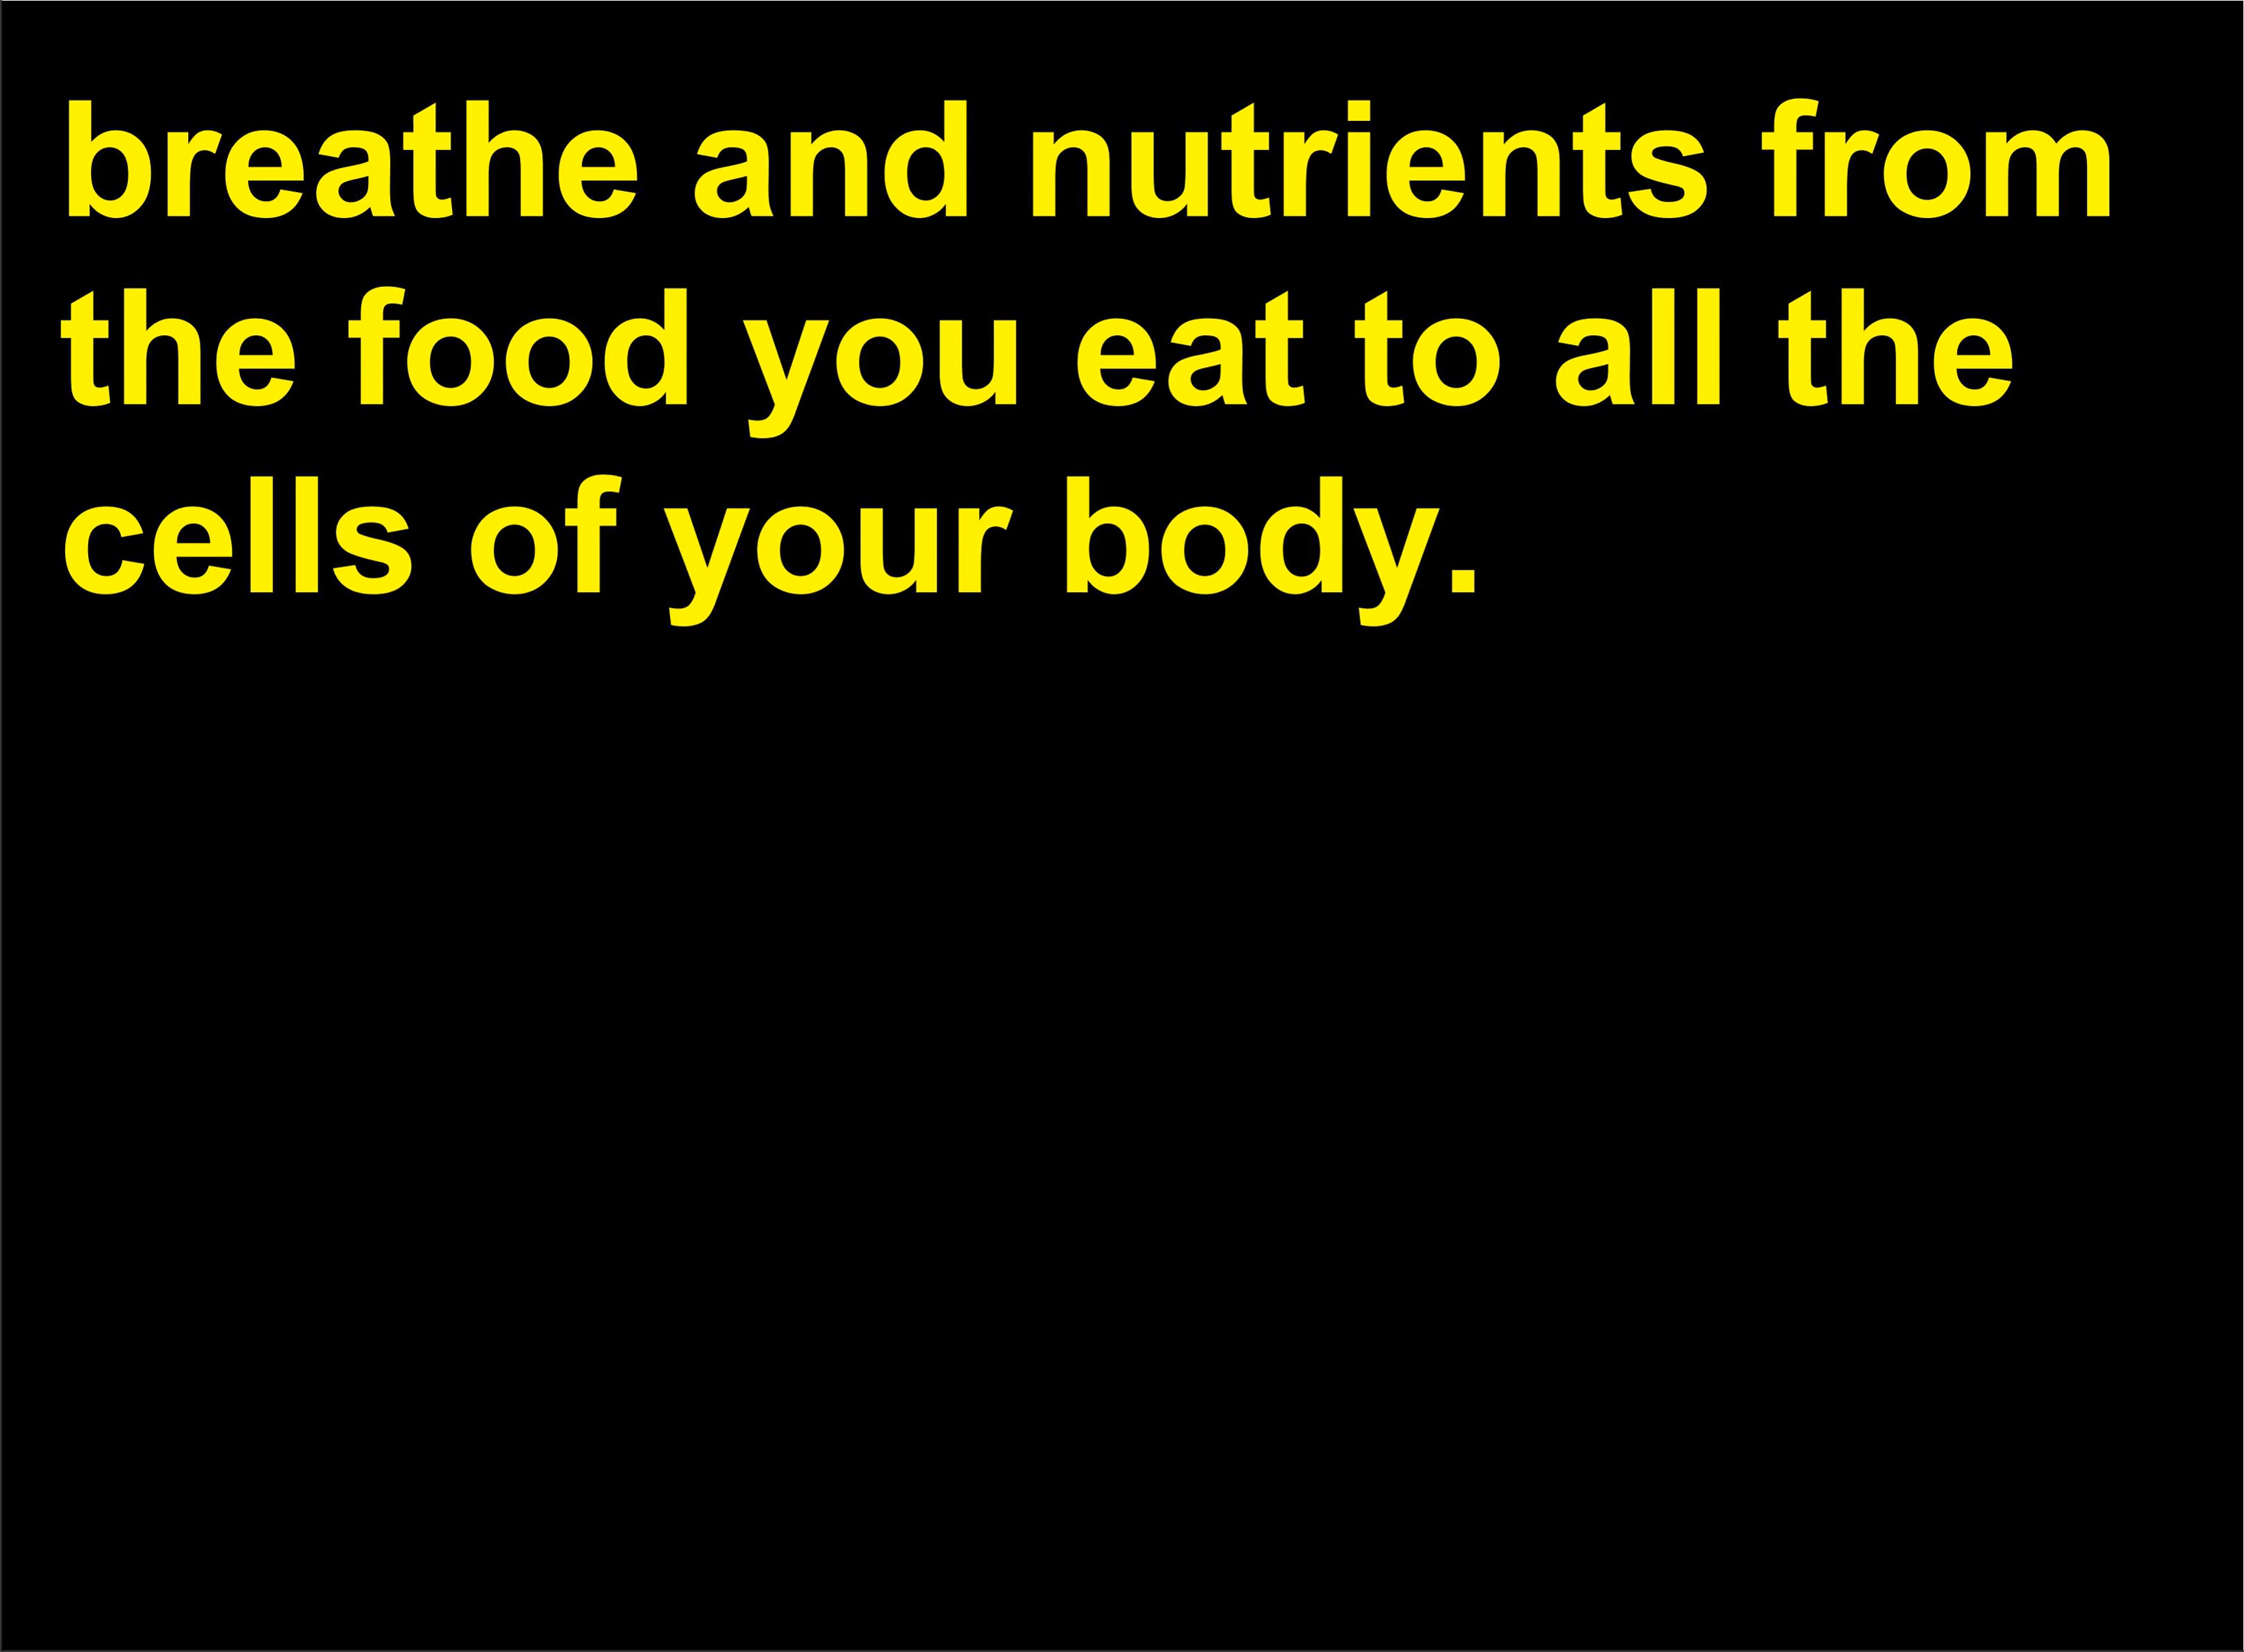 breathe and nutrients from
the food you eat to all the
cells of your body.